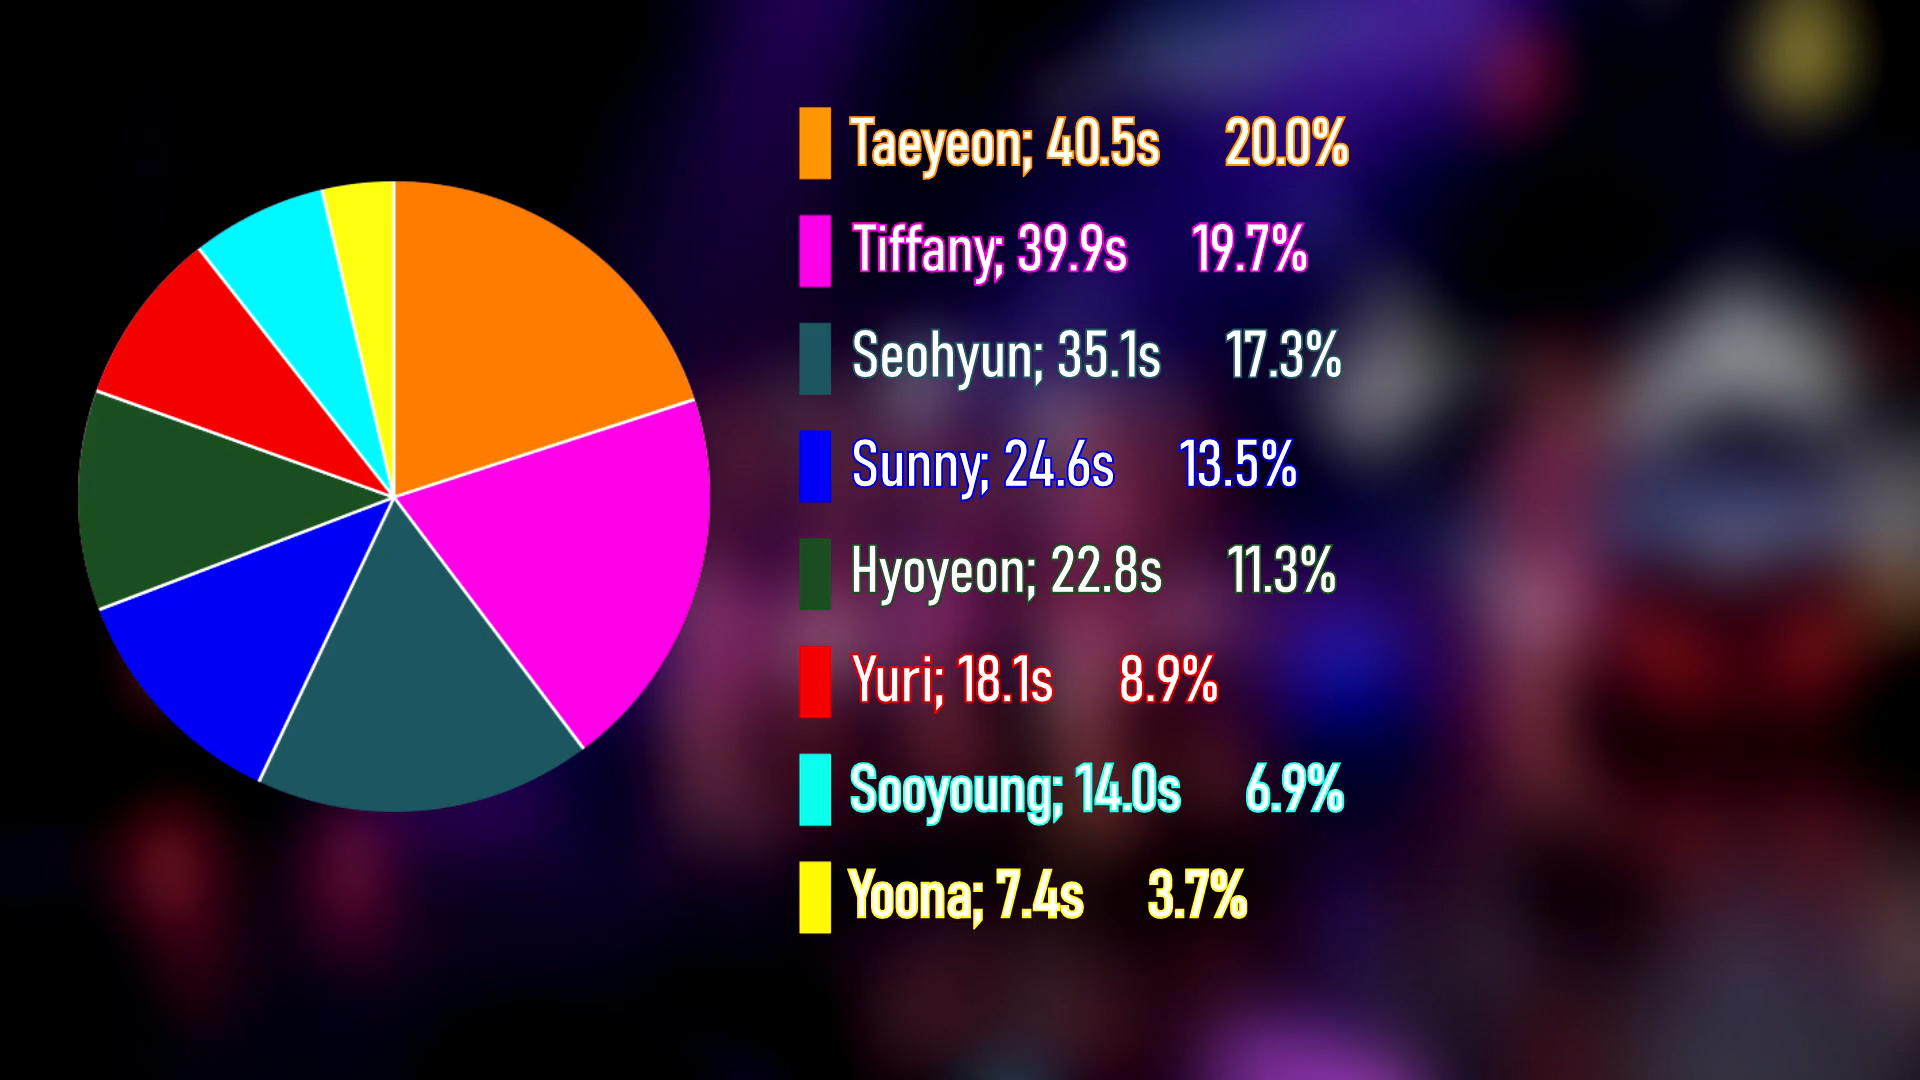 Taeyeon; 40.5s 20.0%
Tiffany; 39.9s 19.7%
Seohyun; 35.1s 17.3%
Sunny; 24.6s 13.5%
Hyoyeon; 22.8s 11.3%
Yuri; 18.1s 8.9%
Sooyoung; 14.0s 6.9%
Yoona; 7.4s 3.7%